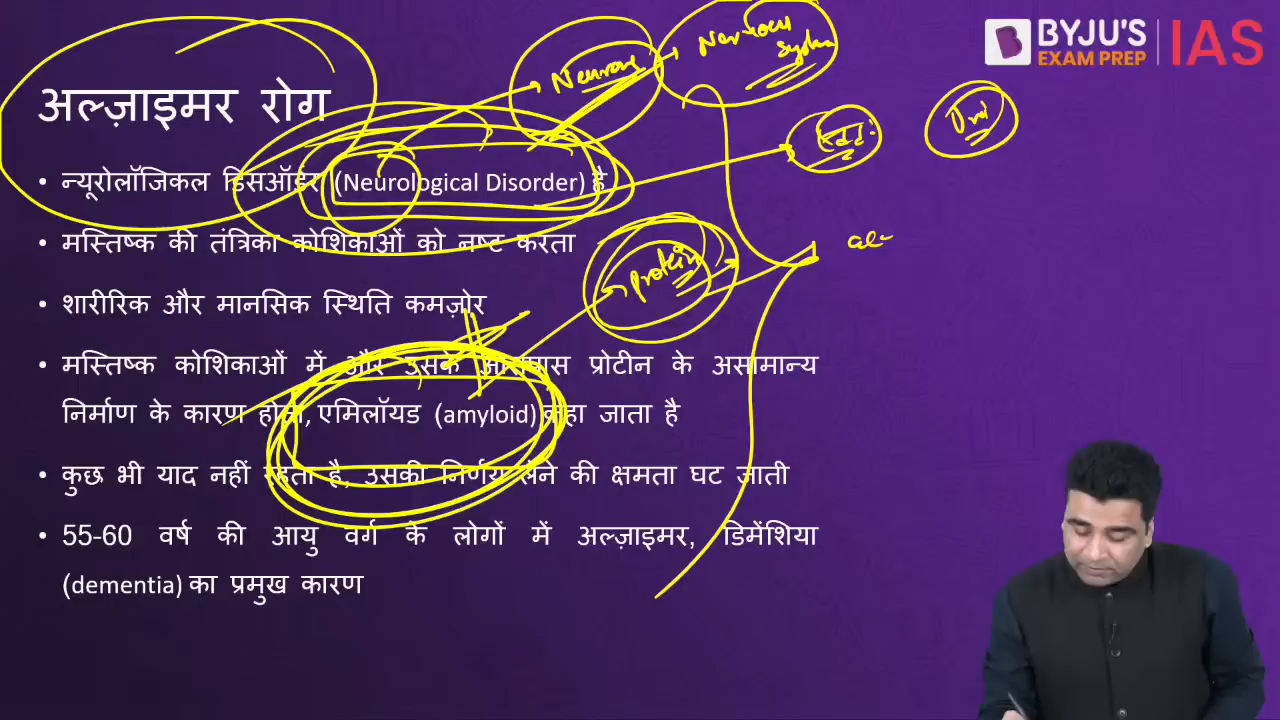 BYJU'S
EXAM PREP
IAS
अल्ज़ाइमर रोग
Neurons
Nervous
System
• न्यूरोलॉजिकल डिसऑर्डर (Neurological Disorder) है
• मस्तिष्क की तंत्रिका कोशिकाओं को नष्ट करता
Protein
• शारीरिक और मानसिक स्थिति कमज़ोर
• मस्तिष्क कोशिकाओं में और उसके आसपास प्रोटीन के असामान्य
निर्माण के कारण होता, एमिलॉयड (amyloid) कहा जाता है
• कुछ भी याद नहीं रहता है, उसकी निर्णय लेने की क्षमता घट जाती
• 55-60 वर्ष की आयु वर्ग के लोगों में अल्ज़ाइमर, डिमेंशिया
(dementia) का प्रमुख कारण